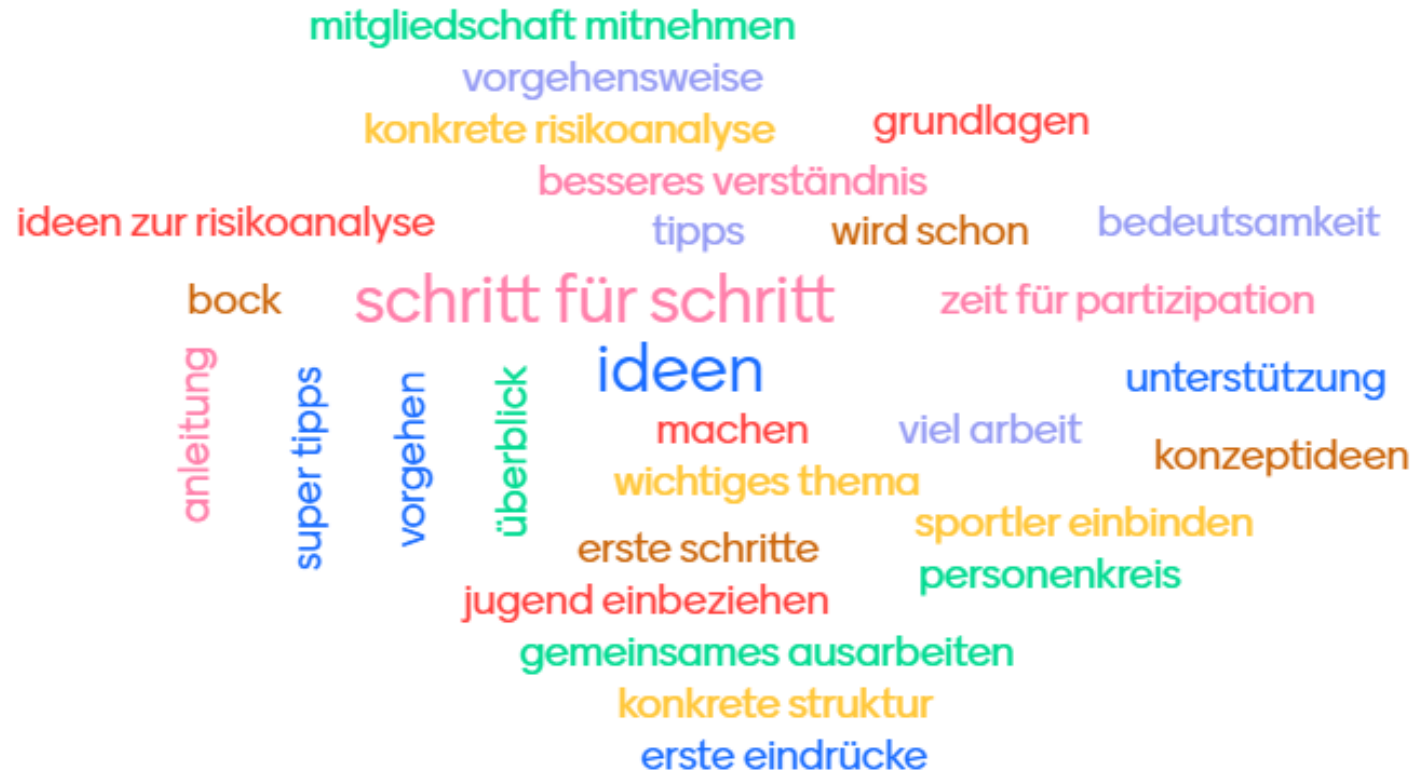 mitgliedschaft mitnehmen
vorgehensweise
konkrete risikoanalyse
grundlagen
besseres verständnis
ideen zur risikoanalyse
tipps
wird schon
bedeutsamkeit
bock
schritt für schritt
zeit für partizipation
anleitung
super tipps
vorgehen
überblick
ideen
unterstützung
machen
viel arbeit
konzeptideen
wichtiges thema
sportler einbinden
erste schritte
personenkreis
jugend einbeziehen
gemeinsames ausarbeiten
konkrete struktur
erste eindrücke